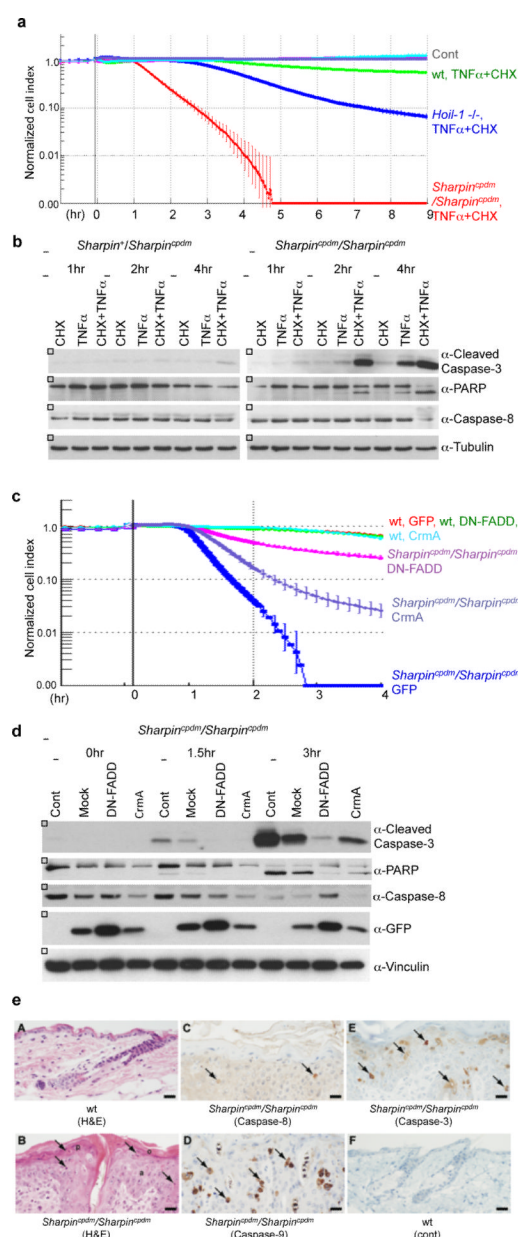 a
Normalized cell index
1.0
0.10
0.01
0.00
(hr) 0 1 2 3 4 5 6 7 8 9
Cont
wt, TNFα+CHX
Hoil-1 -/-,
TNFα+CHX
Sharpincpdm
/Sharpincpdm,
TNFα+CHX
b
Sharpin+/Sharpincpdm
Sharpincpdm/Sharpincpdm
1hr 2hr 4hr 1hr 2hr 4hr
CHX TNFα CHX+TNFα CHX TNFα CHX+TNFα CHX TNFα CHX+TNFα CHX TNFα CHX+TNFα CHX TNFα CHX+TNFα CHX TNFα CHX+TNFα
α-Cleaved
Caspase-3
α-PARP
α-Caspase-8
α-Tubulin
c
Normalized cell index
1.0
0.10
0.01
0.00
(hr) 0 1 2 3 4
wt, GFP, wt, DN-FADD,
wt, CrmA
Sharpincpdm/Sharpincpdm
DN-FADD
Sharpincpdm/Sharpincpdm
CrmA
Sharpincpdm/Sharpincpdm
GFP
d
Sharpincpdm/Sharpincpdm
0hr 1.5hr 3hr
Cont Mock DN-FADD CrmA Cont Mock DN-FADD CrmA Cont Mock DN-FADD CrmA
α-Cleaved
Caspase-3
α-PARP
α-Caspase-8
α-GFP
α-Vinculin
e
A C E
wt
(H&E)
Sharpincpdm/Sharpincpdm
(Caspase-8)
Sharpincpdm/Sharpincpdm
(Caspase-3)
B D F
Sharpincpdm/Sharpincpdm
(H&E)
Sharpincpdm/Sharpincpdm
(Caspase-9)
wt
(cont)